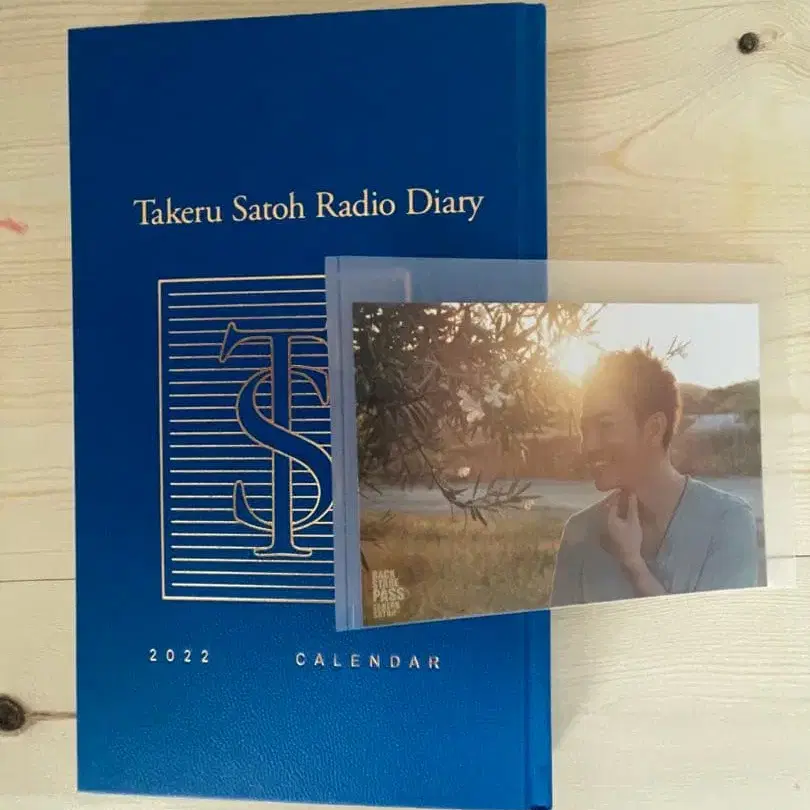 Takeru Satoh Radio Diary
TS
2022 CALENDAR
BACK
STAGE
PASS